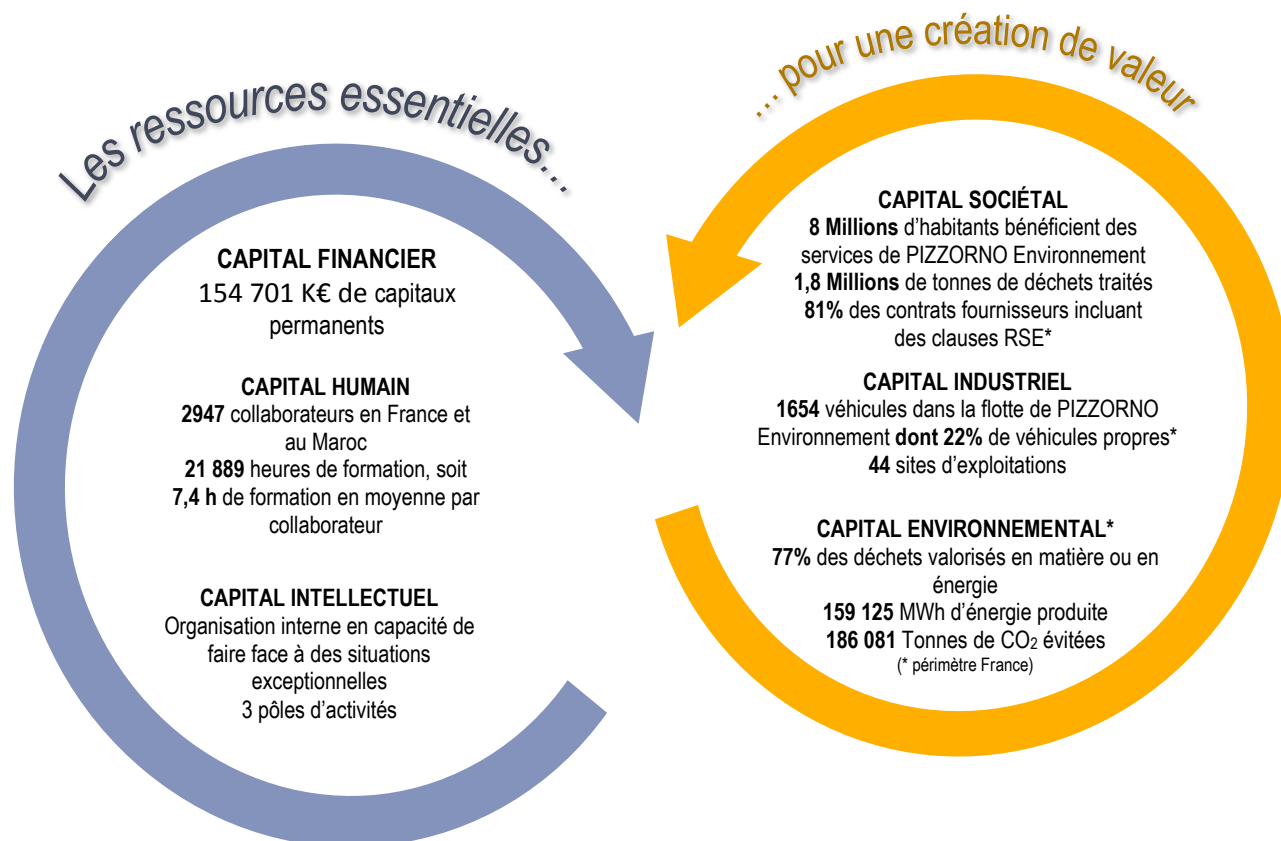 Les ressources essentielles…
CAPITAL FINANCIER
154 701 K€ de capitaux
permanents
CAPITAL HUMAIN
2947 collaborateurs en France et
au Maroc
21 889 heures de formation, soit
7,4 h de formation en moyenne par
collaborateur
CAPITAL INTELLECTUEL
Organisation interne en capacité de
faire face à des situations
exceptionnelles
3 pôles d’activités
… pour une création de valeur
CAPITAL SOCIÉTAL
8 Millions d’habitants bénéficient des
services de PIZZORNO Environnement
1,8 Millions de tonnes de déchets traités
81% des contrats fournisseurs incluant
des clauses RSE*
CAPITAL INDUSTRIEL
1654 véhicules dans la flotte de PIZZORNO
Environnement dont 22% de véhicules propres*
44 sites d’exploitations
CAPITAL ENVIRONNEMENTAL*
77% des déchets valorisés en matière ou en
énergie
159 125 MWh d’énergie produite
186 081 Tonnes de CO₂ évitées
(* périmètre France)